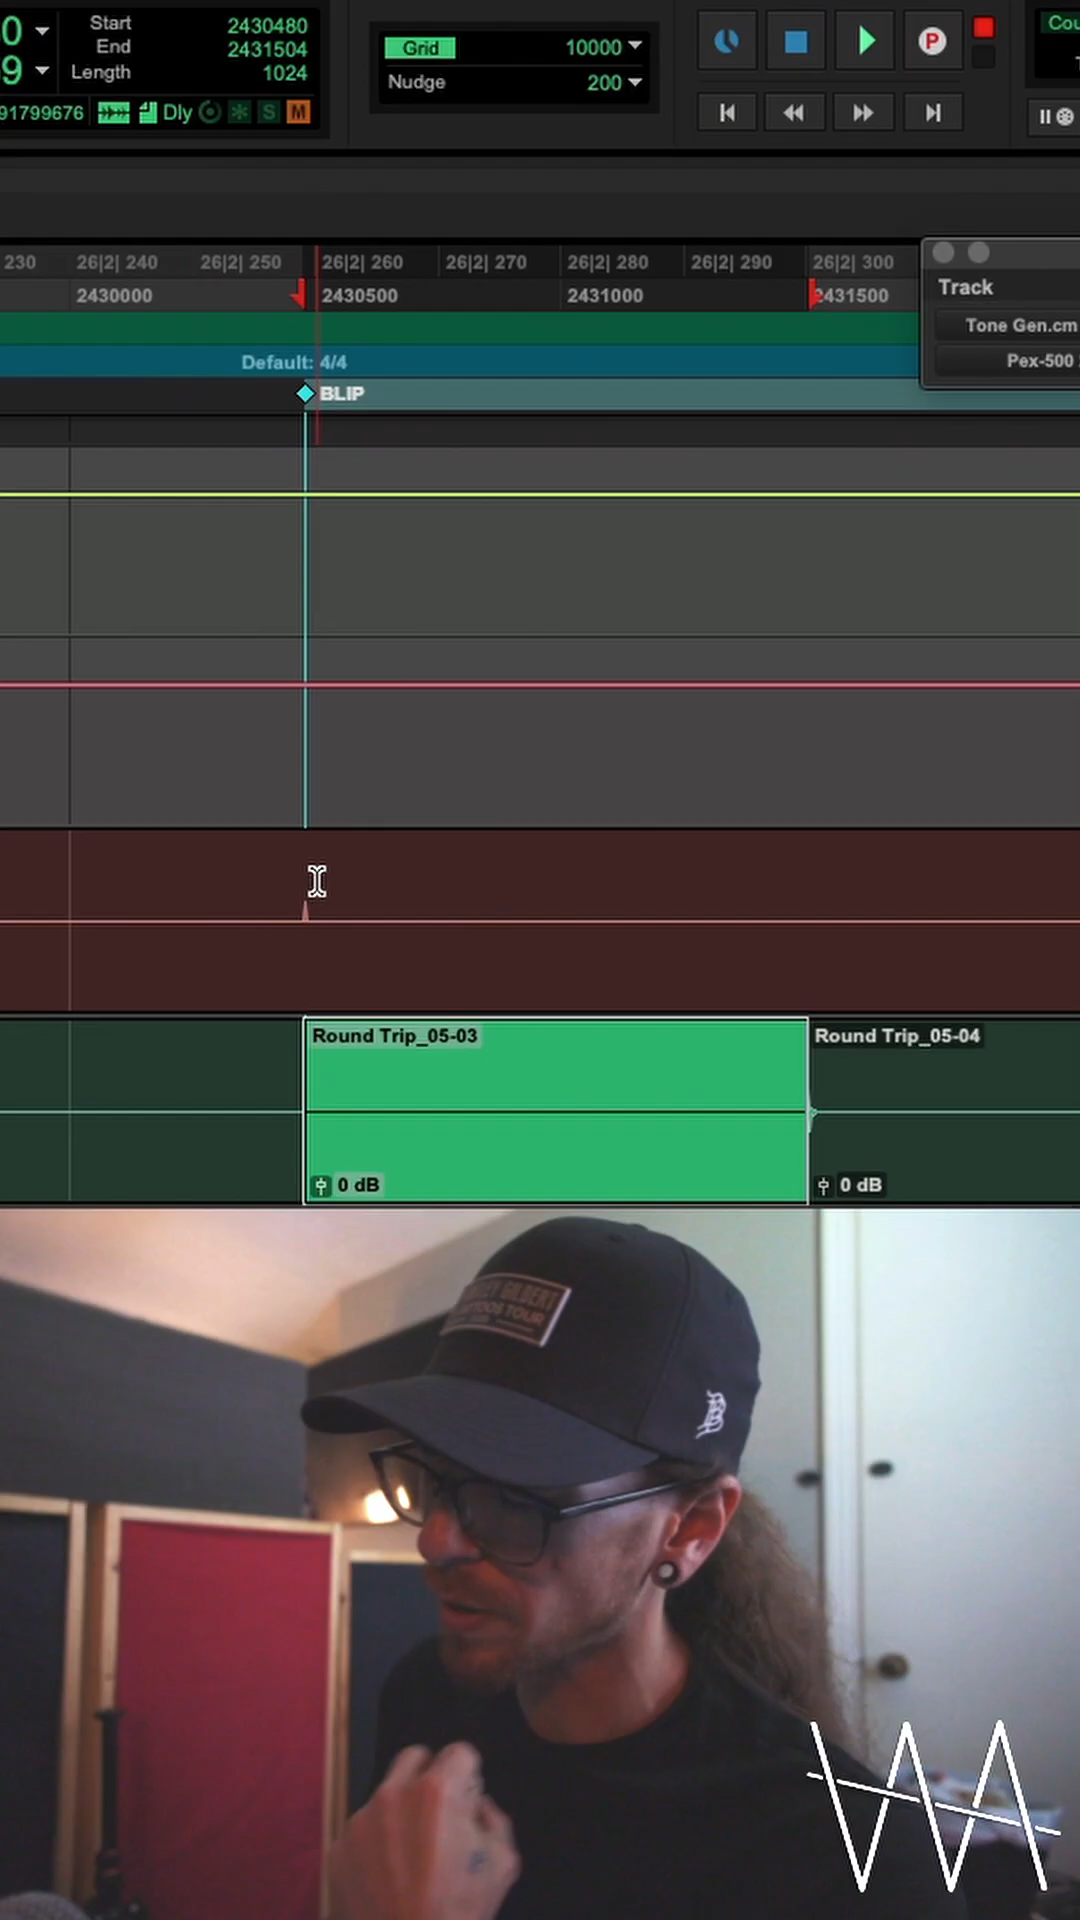 0 Start 2430480
9 End 2431504
Length 1024
91799676 Dly S M
Grid 10000
Nudge 200
P
Cou
230 26|2| 240 26|2| 250 26|2| 260 26|2| 270 26|2| 280 26|2| 290 26|2| 300
2430000 2430500 2431000 2431500
Track
Tone Gen.cm
Pex-500
Default: 4/4
BLIP
Round Trip_05-03
Round Trip_05-04
0 dB
0 dB
GILBERT
TATTOOS TOUR